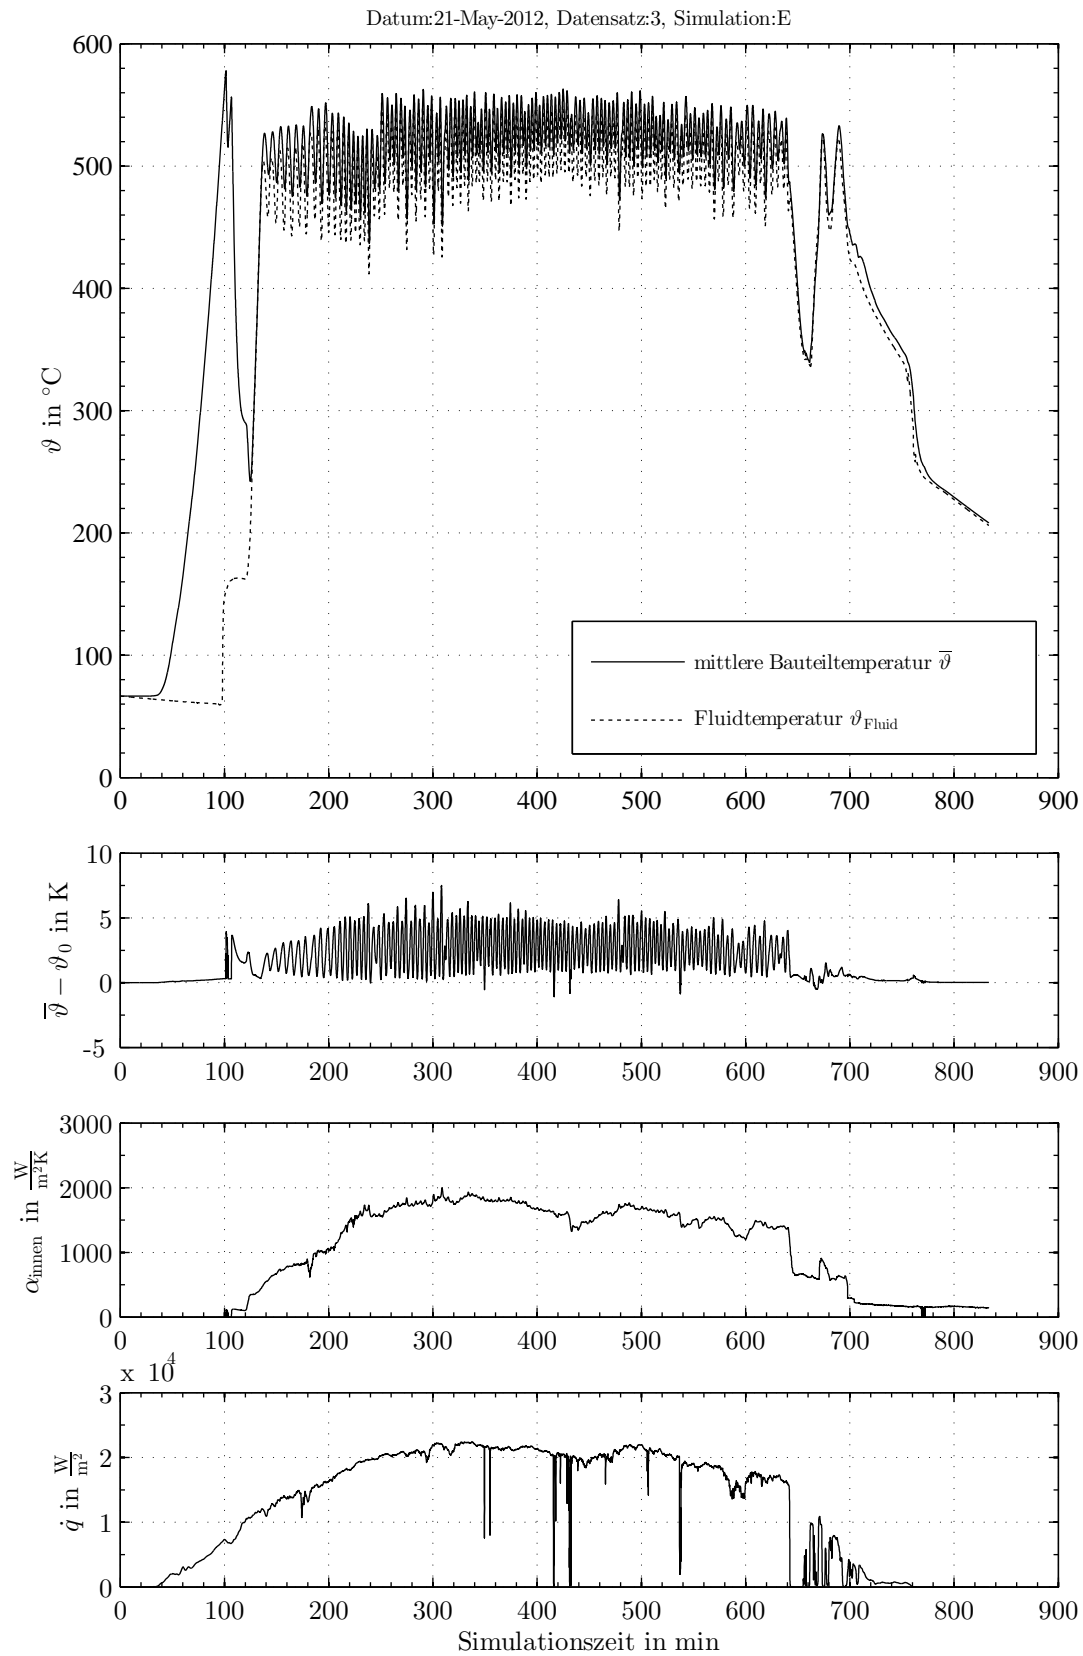 Datum:21-May-2012, Datensatz:3, Simulation:E
600
500
400
300
200
100
0
ϑ in °C
mittlere Bauteiltemperatur ϑ̅
Fluidtemperatur ϑ_Fluid
0 100 200 300 400 500 600 700 800 900
10
5
0
-5
ϑ̅ − ϑ₀ in K
0 100 200 300 400 500 600 700 800 900
3000
2000
1000
0
α_innen in W/m²K
0 100 200 300 400 500 600 700 800 900
x 10⁴
3
2
1
0
q̇ in W/m²
0 100 200 300 400 500 600 700 800 900
Simulationszeit in min